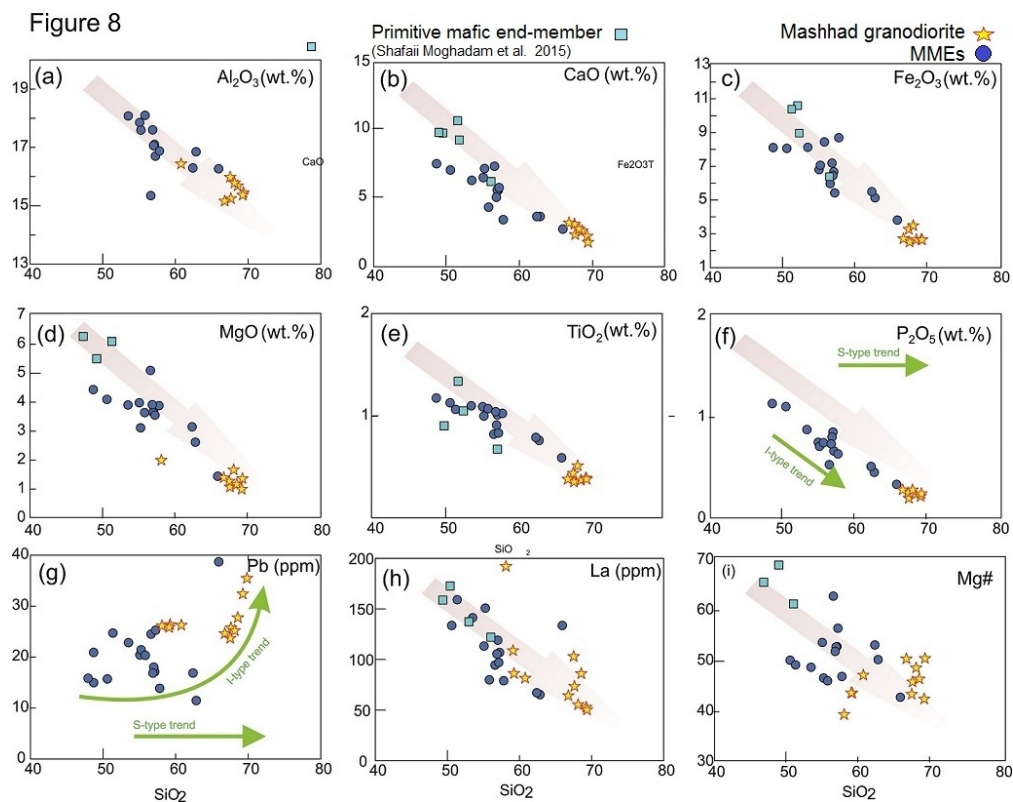 Figure 8
Primitive mafic end-member
(Shafaii Moghadam et al. 2015)
Mashhad granodiorite
MMEs
(a) Al2O3 (wt.%)
19
17
15
13
40 50 60 70 80
CaO
(b) CaO (wt.%)
15
10
5
0
40 50 60 70 80
Fe2O3T
(c) Fe2O3 (wt.%)
13
11
9
7
5
3
1
40 50 60 70 80
(d) MgO (wt.%)
7
6
5
4
3
2
1
0
40 50 60 70 80
(e) TiO2 (wt.%)
2
1
40 50 60 70 80
SiO 2
(f) P2O5 (wt.%)
S-type trend
I-type trend
2
1
0
40 50 60 70 80
(g) Pb (ppm)
I-type trend
S-type trend
40
30
20
10
0
40 50 60 70 80
SiO2
(h) La (ppm)
200
150
100
50
0
40 50 60 70 80
SiO2
(i) Mg#
70
60
50
40
30
40 50 60 70 80
SiO2